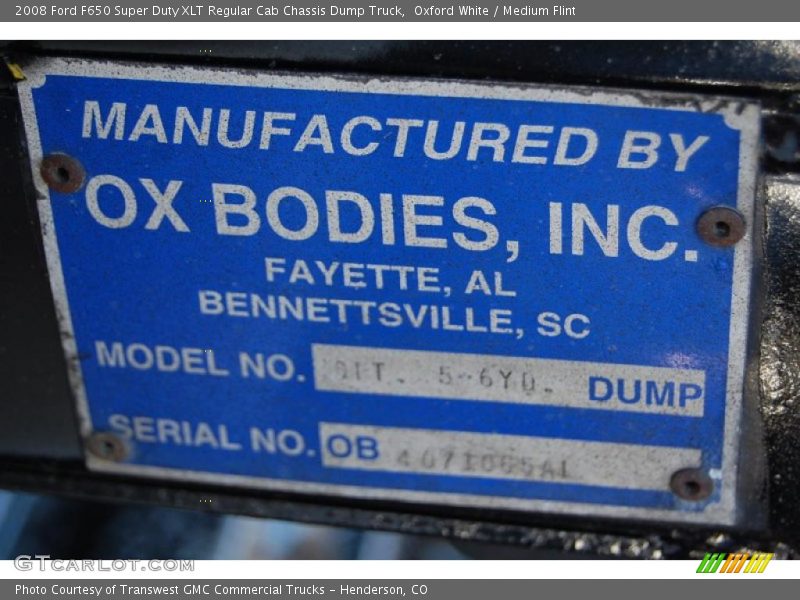 2008 Ford F650 Super Duty XLT Regular Cab Chassis Dump Truck,  Oxford White / Medium Flint
MANUFACTURED BY
OX BODIES, INC.
FAYETTE, AL
BENNETTSVILLE, SC
MODEL NO. 5-6YD. DUMP
SERIAL NO. OB
GTCarLot.com
Photo Courtesy of Transwest GMC Commercial Trucks - Henderson, CO